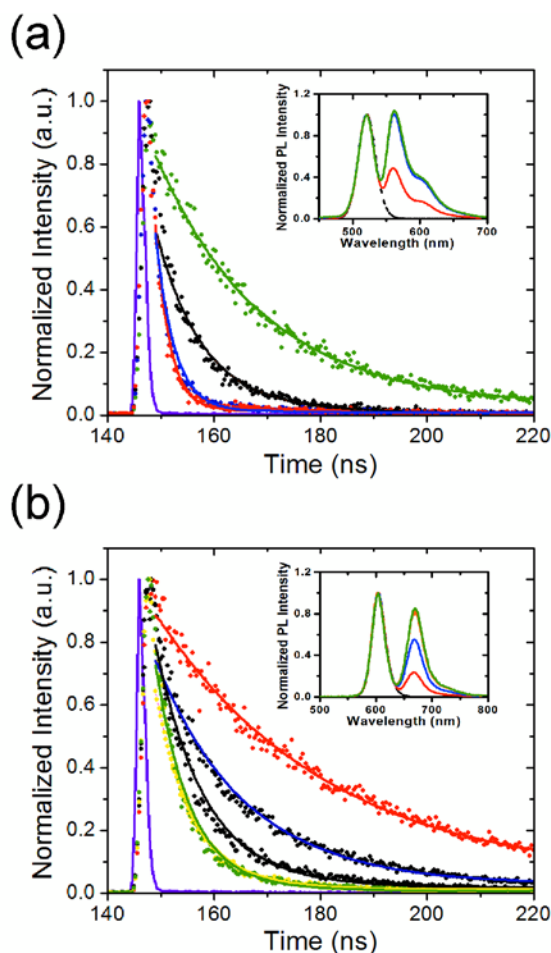 (a)
Normalized Intensity (a.u.)
1.0
0.8
0.6
0.4
0.2
0.0
140 160 180 200 220
Time (ns)
Normalized PL Intensity
1.2
0.8
0.4
0.0
500 600 700
Wavelength (nm)
(b)
Normalized Intensity (a.u.)
1.0
0.8
0.6
0.4
0.2
0.0
140 160 180 200 220
Time (ns)
Normalized PL Intensity
1.2
0.8
0.4
0.0
500 600 700 800
Wavelength (nm)